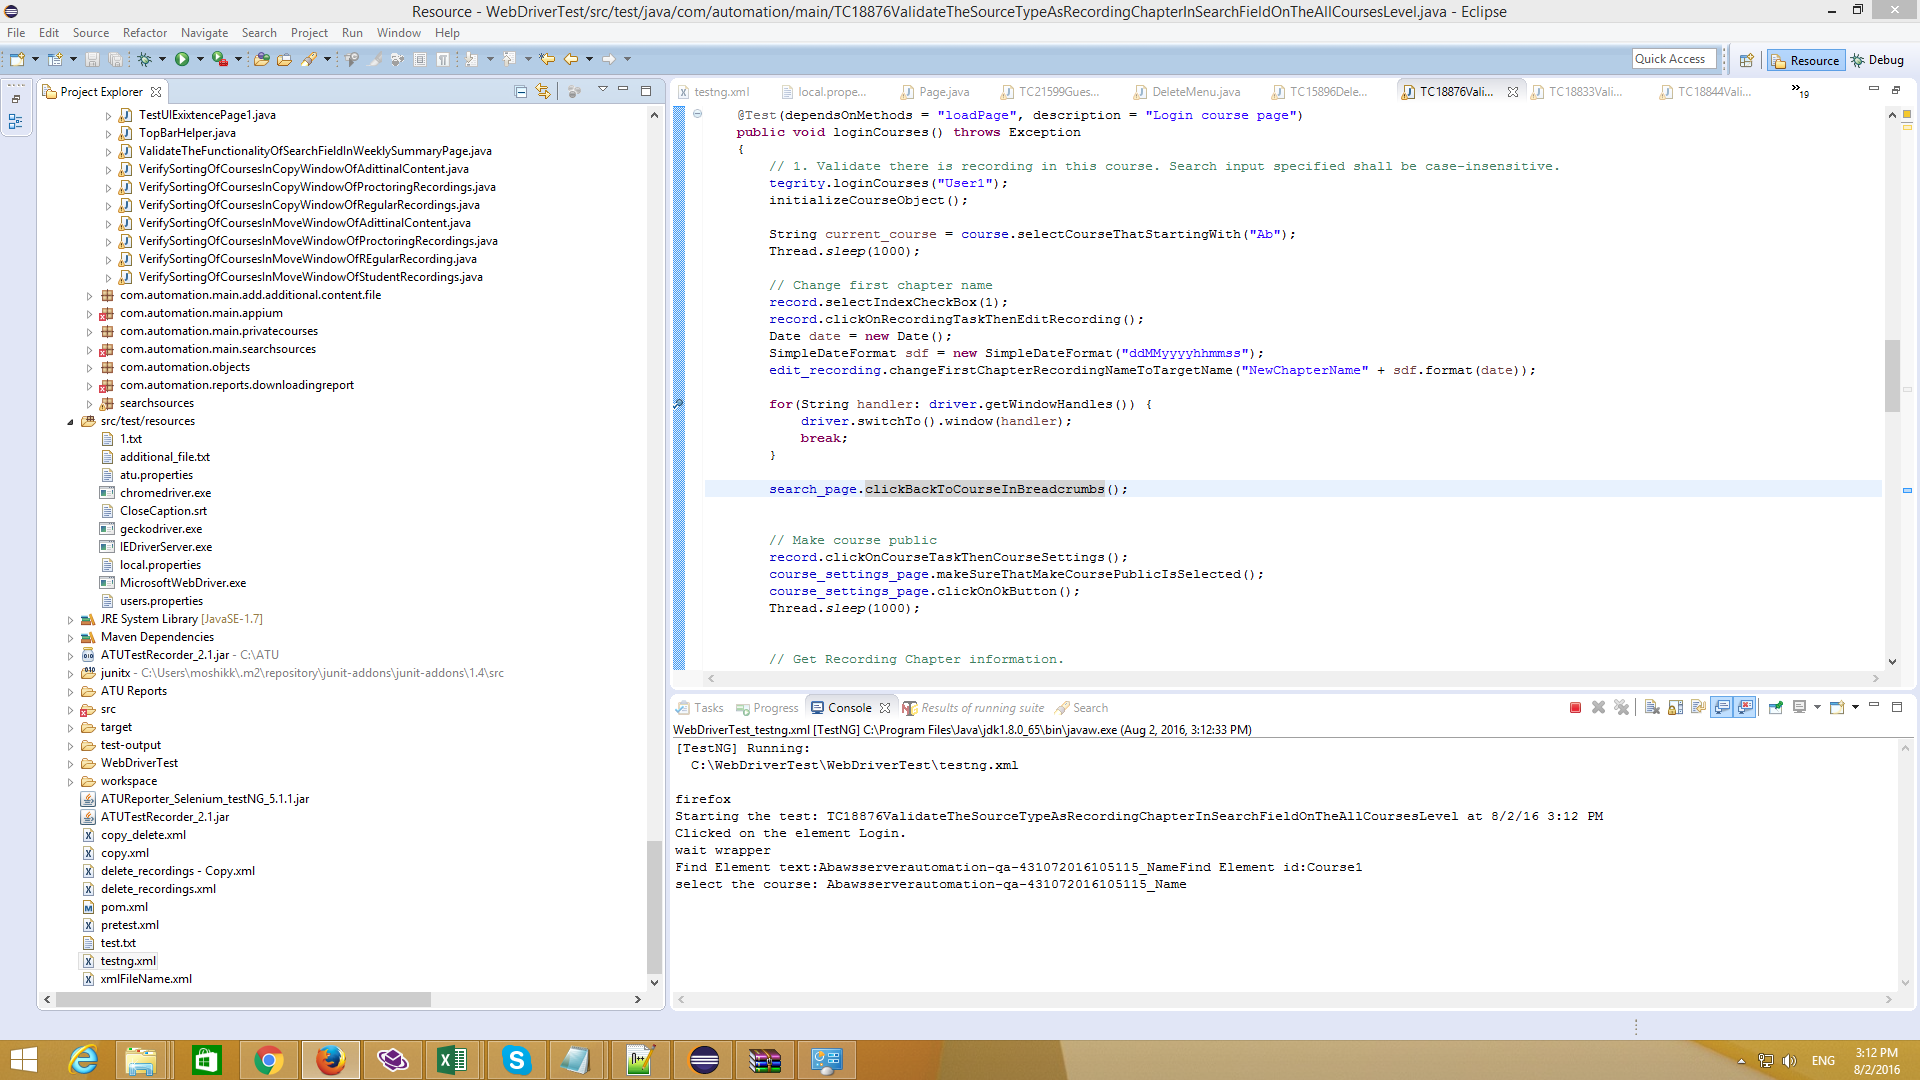 Resource - WebDriverTest/src/test/java/com/automation/main/TC18876ValidateTheSourceTypeAsRecordingChapterInSearchFieldOnTheAllCoursesLevel.java - Eclipse
File Edit Source Refactor Navigate Search Project Run Window Help
Quick Access
Resource
Debug
Project Explorer
TestUIExixtencePage1.java
TopBarHelper.java
ValidateTheFunctionalityOfSearchFieldInWeeklySummaryPage.java
VerifySortingOfCoursesInCopyWindowOfAdittinalContent.java
VerifySortingOfCoursesInCopyWindowOfProctoringRecordings.java
VerifySortingOfCoursesInCopyWindowOfRegularRecordings.java
VerifySortingOfCoursesInMoveWindowOfAdittinalContent.java
VerifySortingOfCoursesInMoveWindowOfProctoringRecordings.java
VerifySortingOfCoursesInMoveWindowOfREgularRecording.java
VerifySortingOfCoursesInMoveWindowOfStudentRecordings.java
com.automation.main.add.additional.content.file
com.automation.main.appium
com.automation.main.privatecourses
com.automation.main.searchsources
com.automation.objects
com.automation.reports.downloadingreport
searchsources
src/test/resources
1.txt
additional_file.txt
atu.properties
chromedriver.exe
CloseCaption.srt
geckodriver.exe
IEDriverServer.exe
local.properties
MicrosoftWebDriver.exe
users.properties
JRE System Library [JavaSE-1.7]
Maven Dependencies
ATUTestRecorder_2.1.jar - C:\ATU
junitx - C:\Users\moshikk\.m2\repository\junit-addons\junit-addons\1.4\src
ATU Reports
src
target
test-output
WebDriverTest
workspace
ATUReporter_Selenium_testNG_5.1.1.jar
ATUTestRecorder_2.1.jar
copy_delete.xml
copy.xml
delete_recordings - Copy.xml
delete_recordings.xml
pom.xml
pretest.xml
test.txt
testng.xml
xmlFileName.xml
testng.xml local.prope... Page.java TC21599Gues... DeleteMenu.java TC15896Dele... TC18876Vali... TC18833Vali... TC18844Vali... »19
@Test(dependsOnMethods = "loadPage", description = "Login course page")
public void loginCourses() throws Exception
{
// 1. Validate there is recording in this course. Search input specified shall be case-insensitive.
tegrity.loginCourses("User1");
initializeCourseObject();
String current_course = course.selectCourseThatStartingWith("Ab");
Thread.sleep(1000);
// Change first chapter name
record.selectIndexCheckBox(1);
record.clickOnRecordingTaskThenEditRecording();
Date date = new Date();
SimpleDateFormat sdf = new SimpleDateFormat("ddMMyyyyhhmmss");
edit_recording.changeFirstChapterRecordingNameToTargetName("NewChapterName" + sdf.format(date));
for(String handler: driver.getWindowHandles()) {
driver.switchTo().window(handler);
break;
}
search_page.clickBackToCourseInBreadcrumbs();
// Make course public
record.clickOnCourseTaskThenCourseSettings();
course_settings_page.makeSureThatMakeCoursePublicIsSelected();
course_settings_page.clickOnOkButton();
Thread.sleep(1000);
// Get Recording Chapter information.
Tasks Progress Console Results of running suite Search
WebDriverTest_testng.xml [TestNG] C:\Program Files\Java\jdk1.8.0_65\bin\javaw.exe (Aug 2, 2016, 3:12:33 PM)
[TestNG] Running:
C:\WebDriverTest\WebDriverTest\testng.xml
firefox
Starting the test: TC18876ValidateTheSourceTypeAsRecordingChapterInSearchFieldOnTheAllCoursesLevel at 8/2/16 3:12 PM
Clicked on the element Login.
wait wrapper
Find Element text:Abawsserverautomation-qa-431072016105115_NameFind Element id:Course1
select the course: Abawsserverautomation-qa-431072016105115_Name
ENG
3:12 PM
8/2/2016